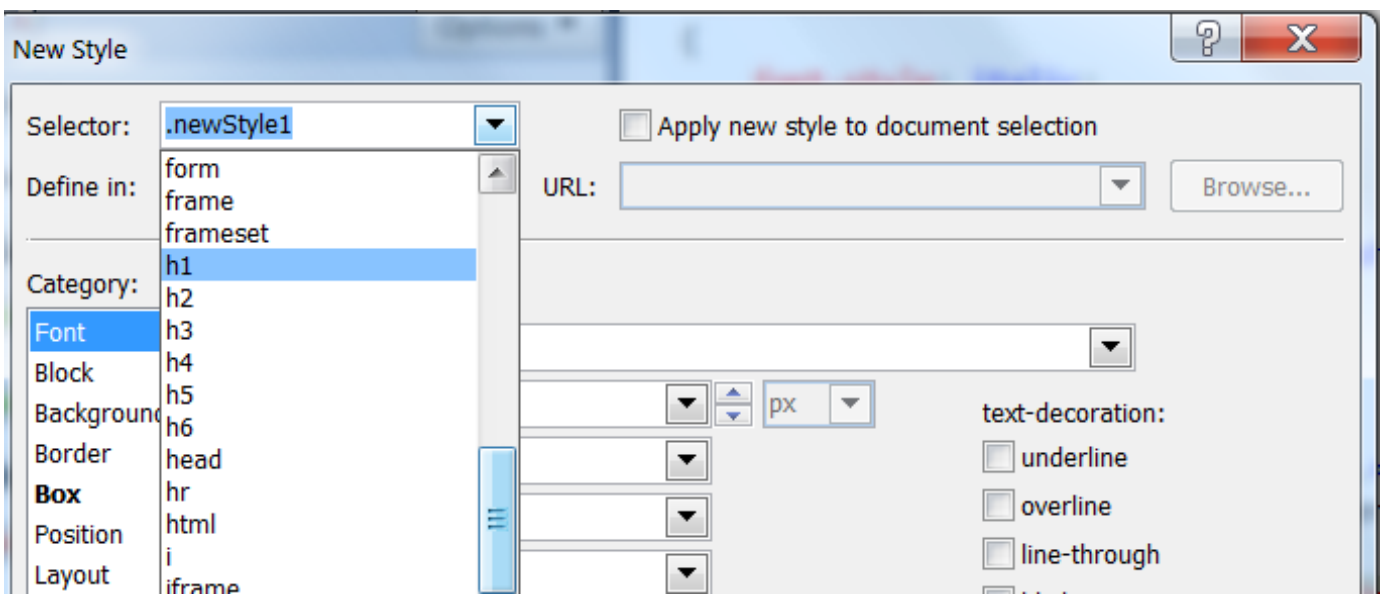 New Style
Selector: .newStyle1 Apply new style to document selection
form
Define in: URL: Browse...
frame
frameset
h1
Category:
h2
Font h3
h4
Block
h5 px text-decoration:
Background
h6
Border head underline
Box hr overline
Position html
i line-through
Layout
iframe